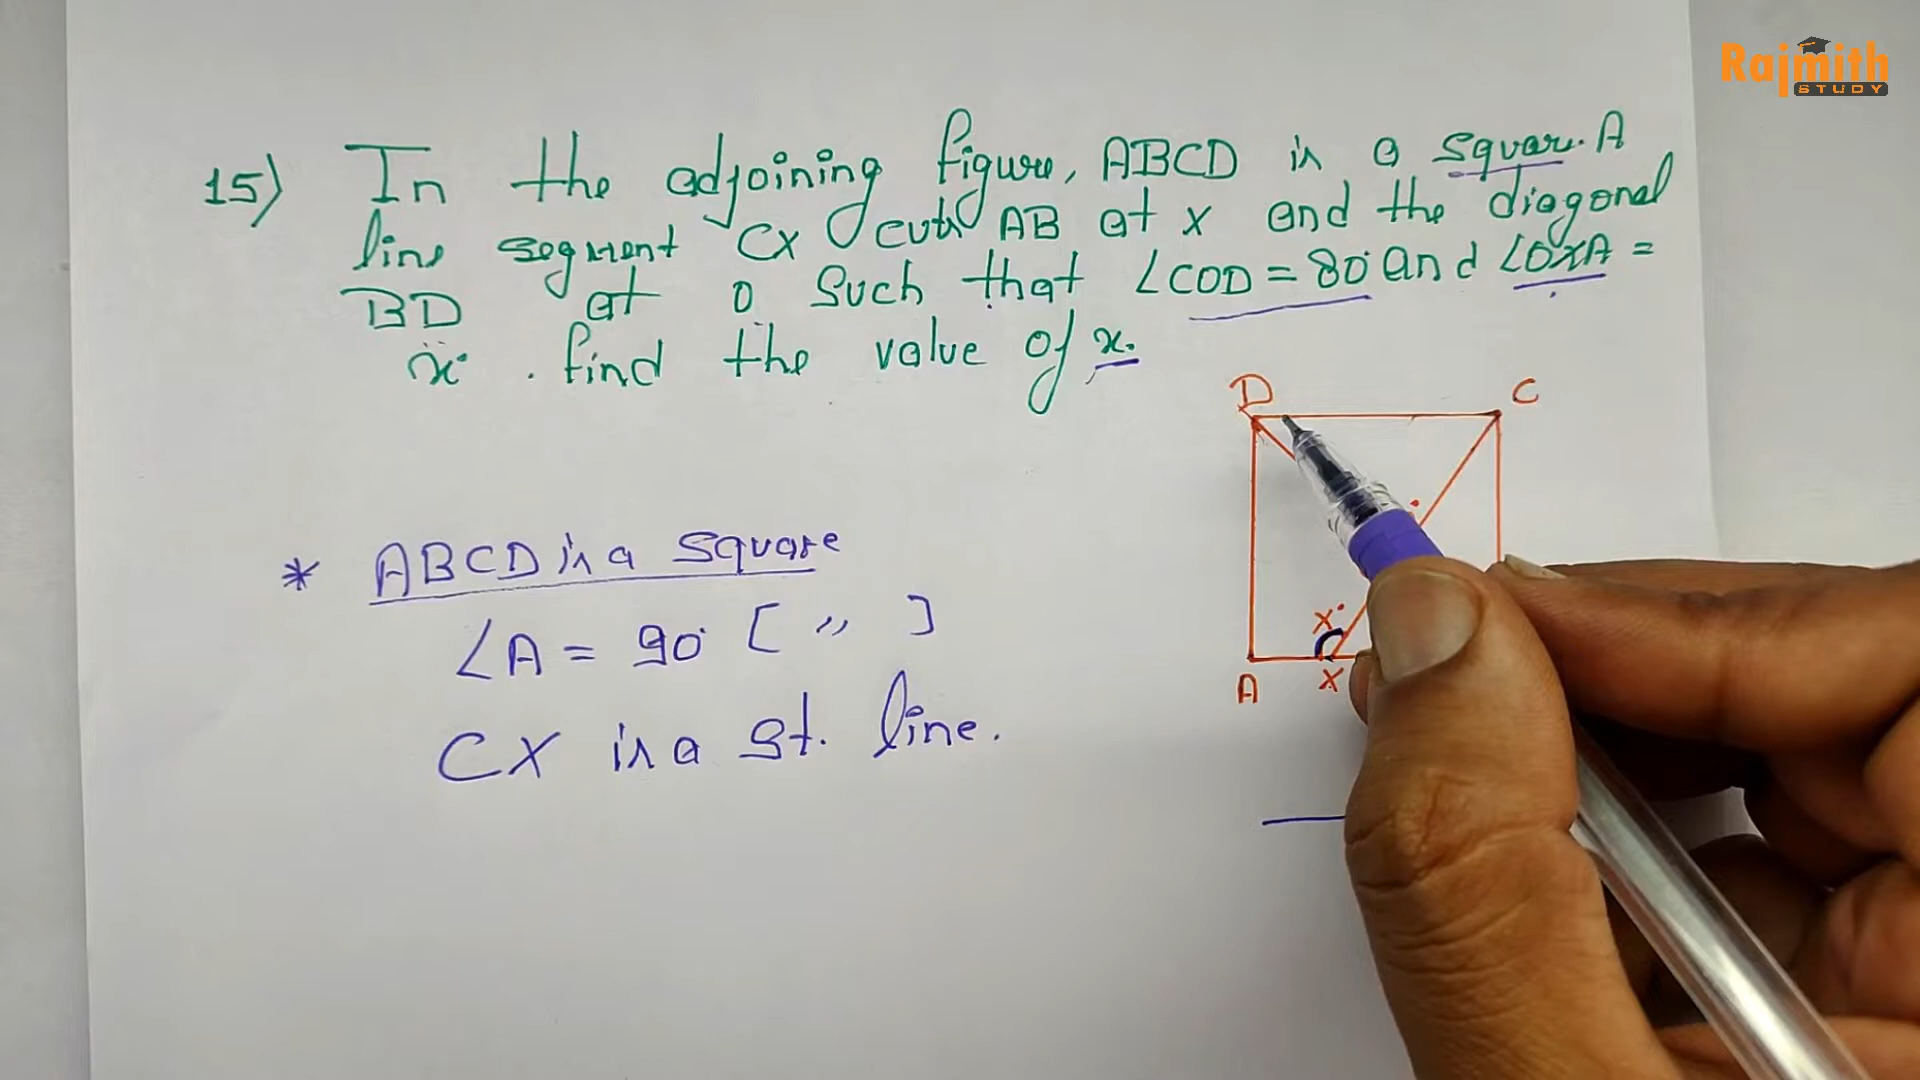 Rajmith
STUDY
15) In the adjoining figure, ABCD is a squar. A
line segment CX cuts AB at X and the diagonal
BD at O such that ∠COD = 80° and ∠OXA =
x° . find the value of x.
D C
* ABCD is a square
∠A = 90° [ " ]
x°
A X
CX is a st. line.